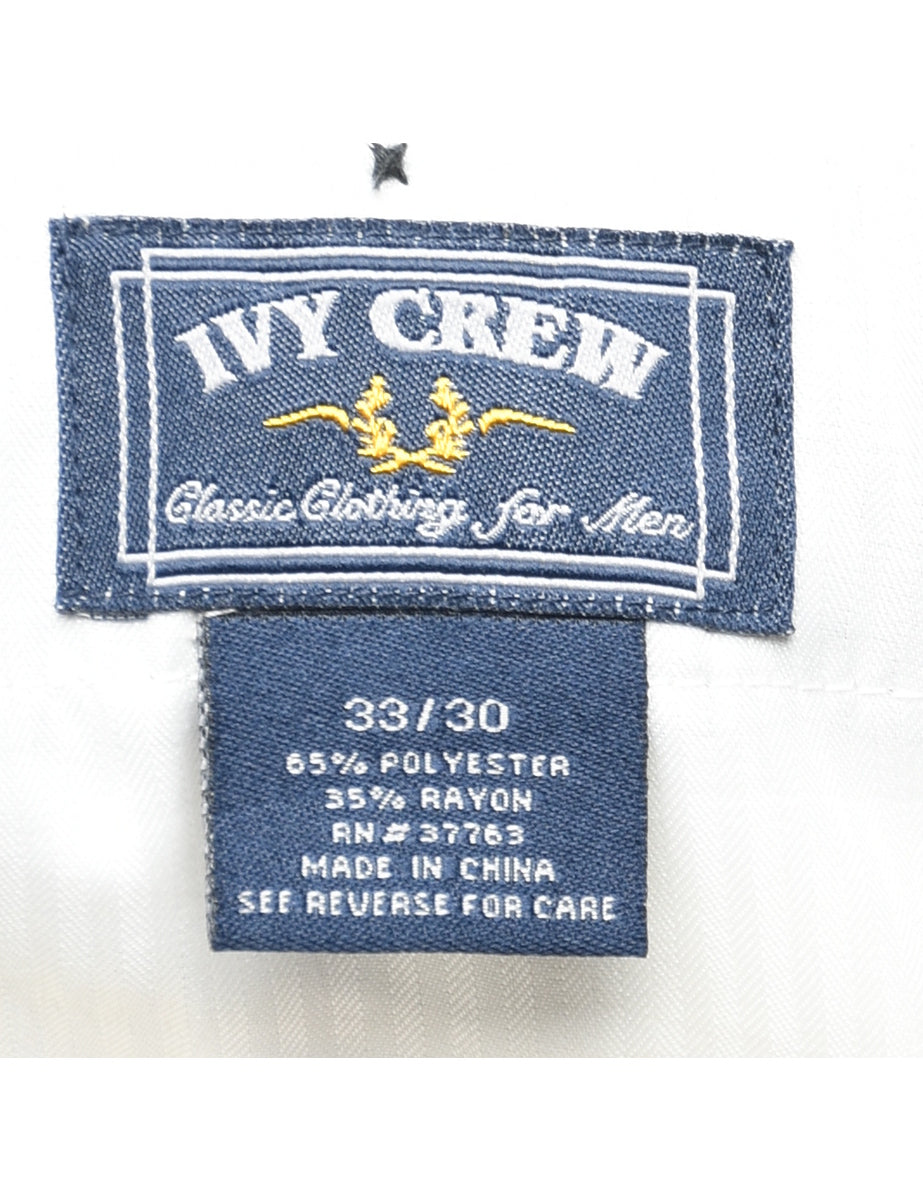 IVY CREW
Classic Clothing for Men
33/30
65% POLYESTER
35% RAYON
RN# 37763
MADE IN CHINA
SEE REVERSE FOR CARE